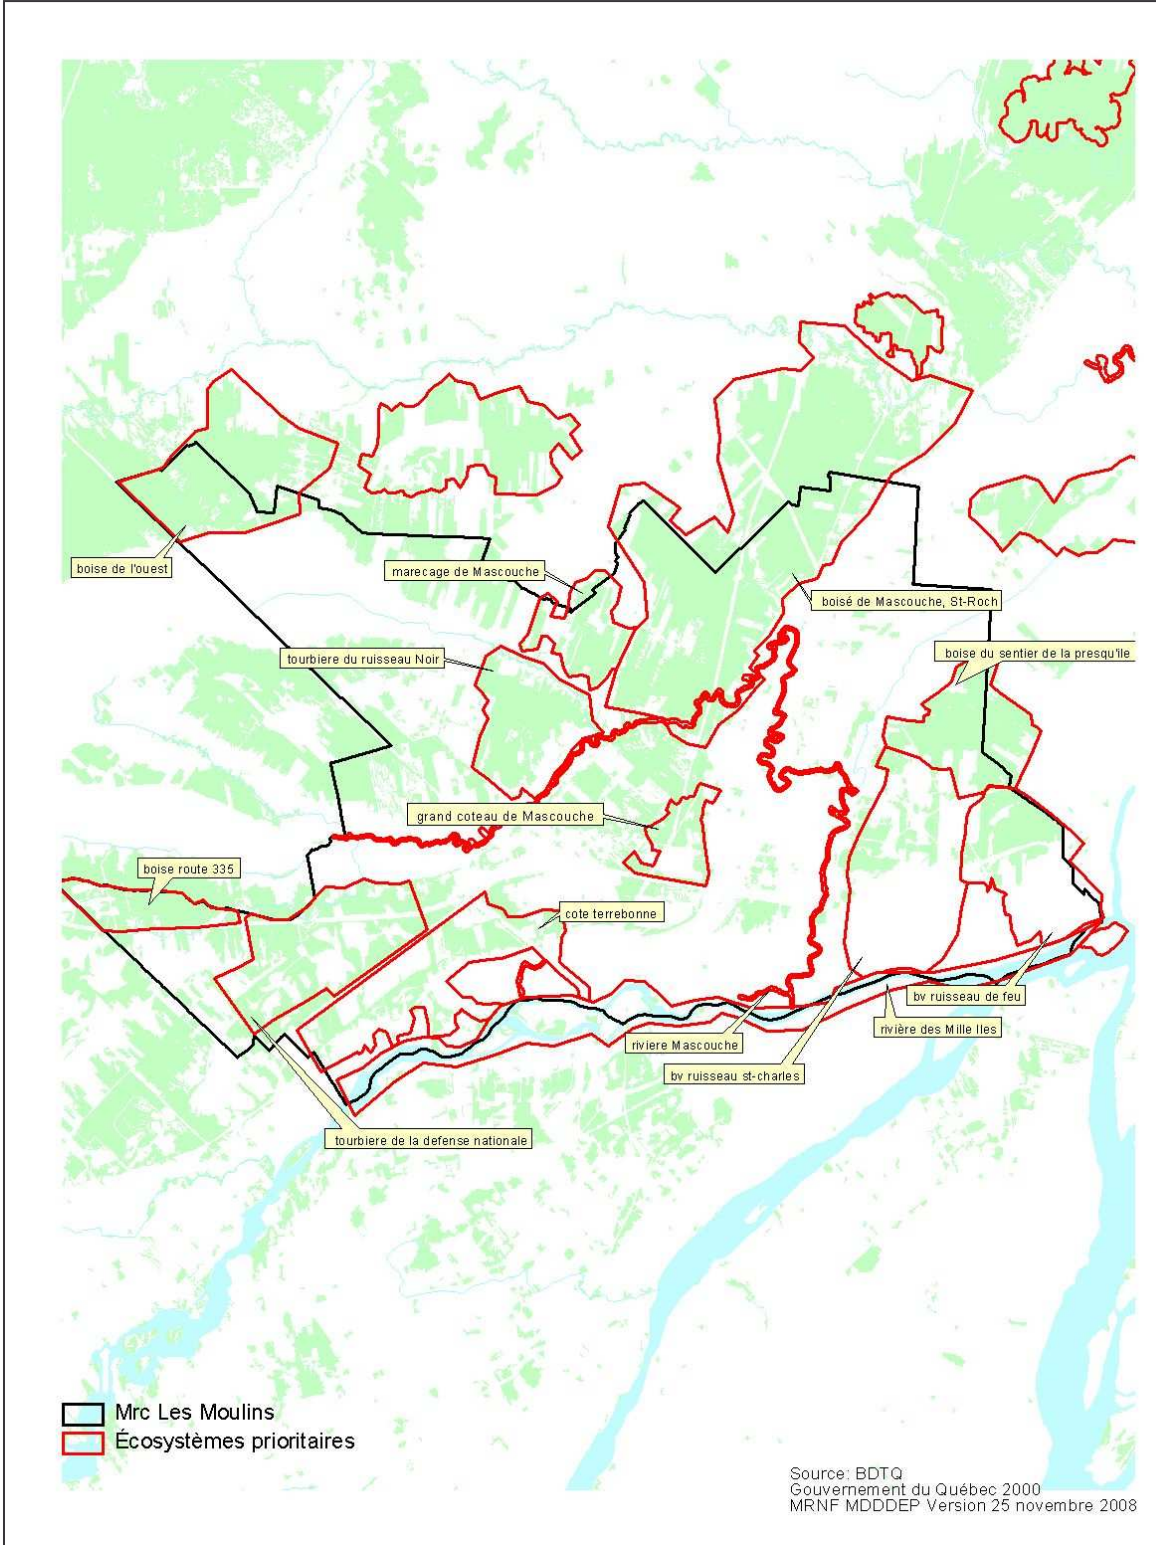 boise de l'ouest
marecage de Mascouche
boisé de Mascouche, St-Roch
tourbiere du ruisseau Noir
boise du sentier de la presqu'ile
grand coteau de Mascouche
boise route 335
cote terrebonne
bv ruisseau de feu
rivière des Mille Iles
riviere Mascouche
bv ruisseau st-charles
tourbiere de la defense nationale
Mrc Les Moulins
Écosystèmes prioritaires
Source: BDTQ
Gouvernement du Québec 2000
MRNF MDDDEP Version 25 novembre 2008